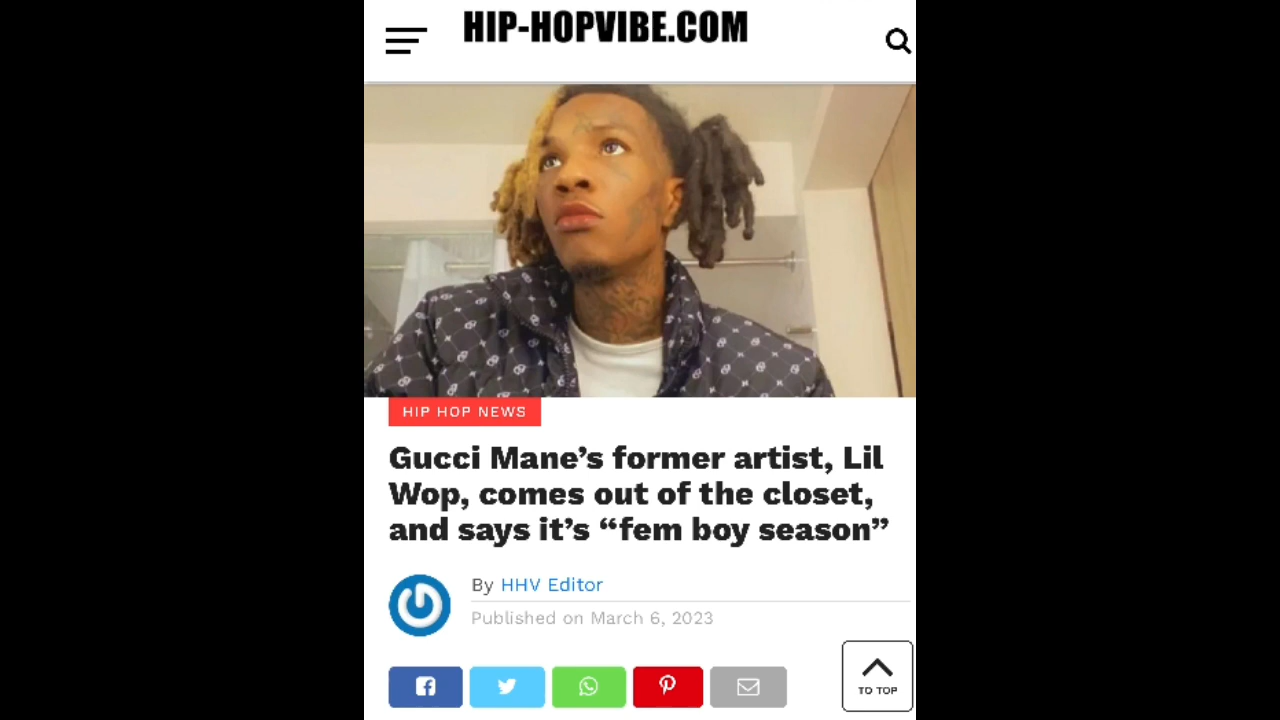 HIP-HOPVIBE.COM
HIP HOP NEWS
Gucci Mane’s former artist, Lil
Wop, comes out of the closet,
and says it’s “fem boy season”
By HHV Editor
Published on March 6, 2023
TO TOP